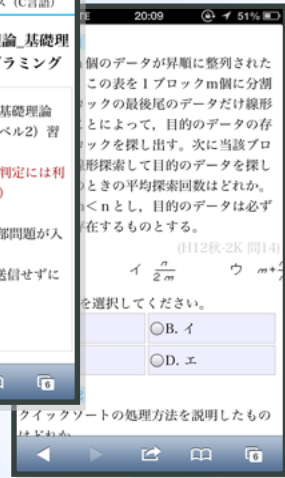 ス（C言語）
論_基礎理
ラミング
基礎理論
ベル2）習
判定には利
)
部問題が入
送信せずに
6
TE 20:09 51%
個のデータが昇順に整列された
この表を１ブロックm個に分割
ックの最後尾のデータだけ線形
ことによって，目的のデータの存
ックを探し出す。次に当該ブロ
形探索して目的のデータを探し
のときの平均探索回数はどれか。
＜nとし，目的のデータは必ず
在するものとする。
(H12秋-2K 問14)
イ n/2m ウ m+
を選択してください。
B. イ
D. エ
クイックソートの処理方法を説明したもの
はどれか
6